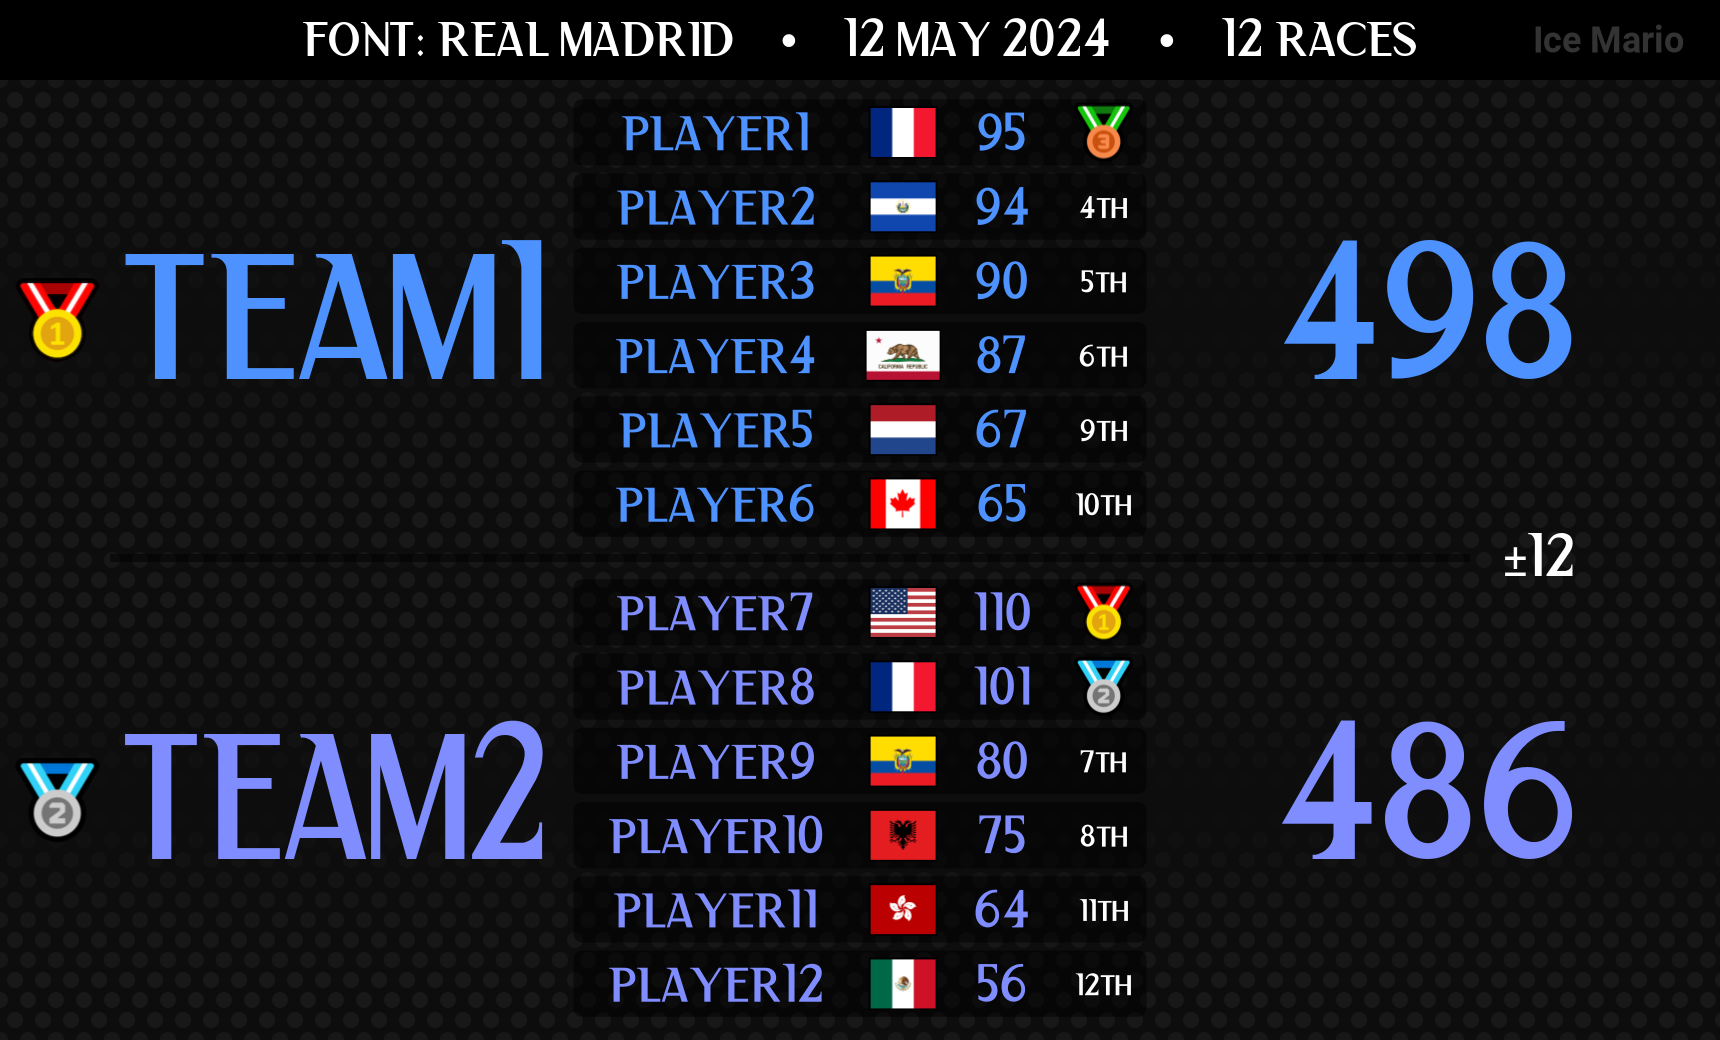 FONT: REAL MADRID • 12 MAY 2024 • 12 RACES Ice Mario
TEAM1 498
PLAYER1 95 3
PLAYER2 94 4TH
PLAYER3 90 5TH
PLAYER4 CALIFORNIA REPUBLIC 87 6TH
PLAYER5 67 9TH
PLAYER6 65 10TH
1
±12
TEAM2 486
PLAYER7 110 1
PLAYER8 101 2
PLAYER9 80 7TH
PLAYER10 75 8TH
PLAYER11 64 11TH
PLAYER12 56 12TH
2